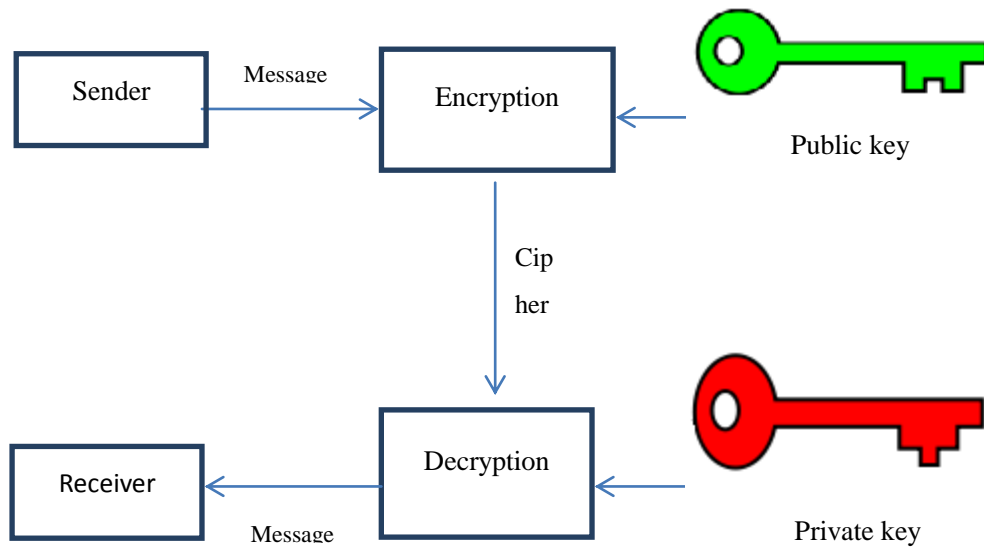 Sender
Message
Encryption
Public key
Cip
her
Decryption
Receiver
Message
Private key